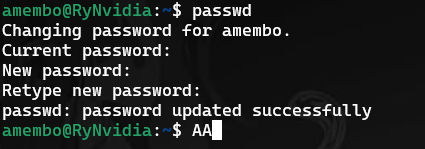 amembo@RyNvidia:~$ passwd
Changing password for amembo.
Current password:
New password:
Retype new password:
passwd: password updated successfully
amembo@RyNvidia:~$ AA